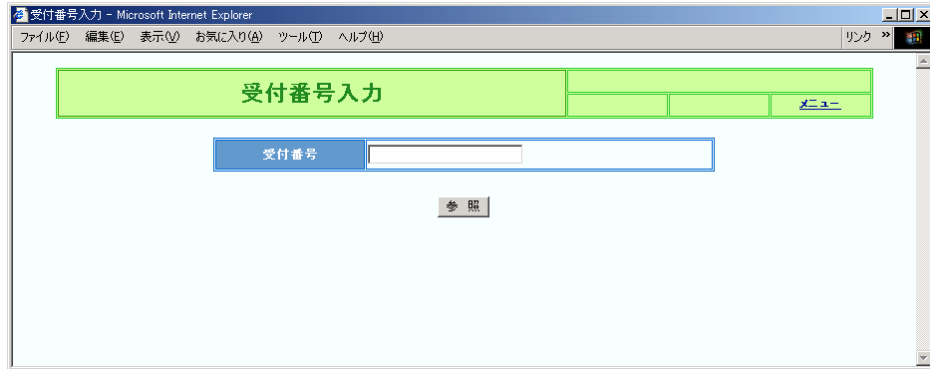 受付番号入力 - Microsoft Internet Explorer
ファイル(F) 編集(E) 表示(V) お気に入り(A) ツール(T) ヘルプ(H) リンク »
受付番号入力
メニュー
受付番号
参 照